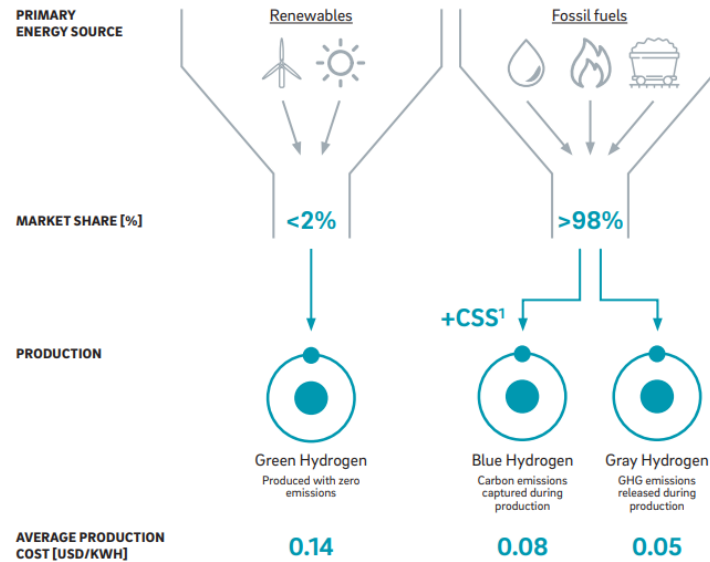 PRIMARY
ENERGY SOURCE
Renewables
Fossil fuels
MARKET SHARE [%]
<2%
>98%
+CSS¹
PRODUCTION
Green Hydrogen
Produced with zero
emissions
Blue Hydrogen
Carbon emissions
captured during
production
Gray Hydrogen
GHG emissions
released during
production
AVERAGE PRODUCTION
COST [USD/KWH]
0.14
0.08
0.05